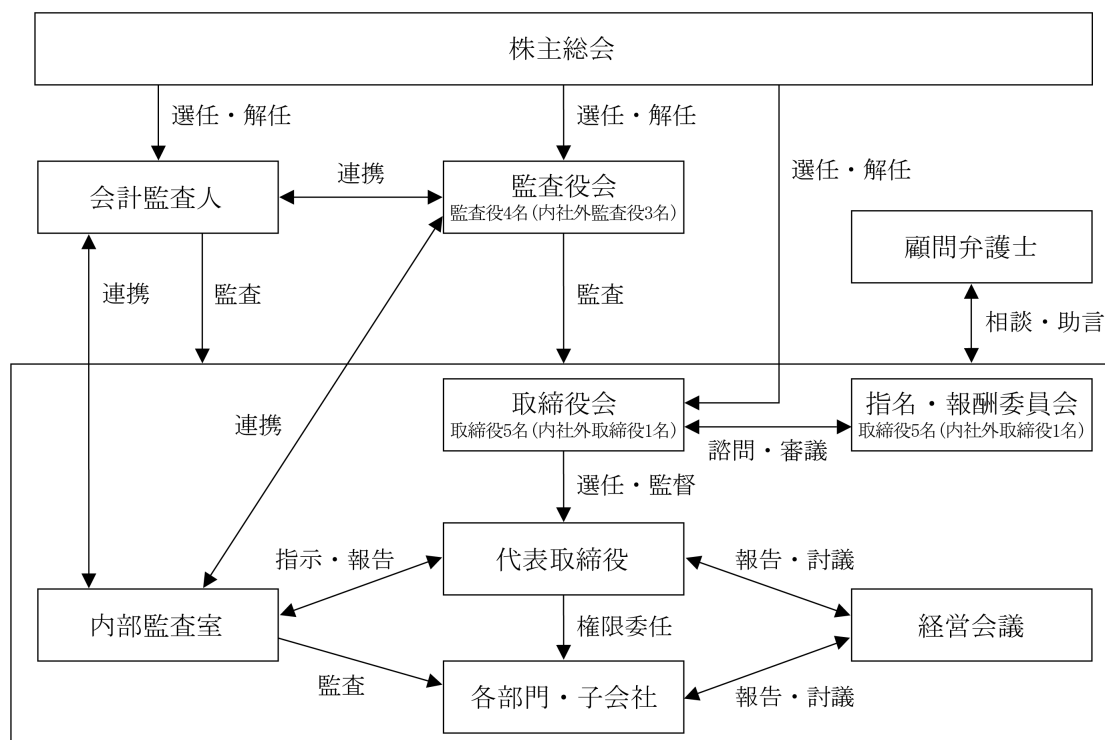 株主総会
選任・解任
選任・解任
選任・解任
会計監査人
連携
監査役会
監査役4名(内社外監査役3名)
顧問弁護士
連携
監査
監査
相談・助言
連携
取締役会
取締役5名(内社外取締役1名)
指名・報酬委員会
取締役5名(内社外取締役1名)
諮問・審議
選任・監督
指示・報告
代表取締役
報告・討議
内部監査室
権限委任
経営会議
監査
各部門・子会社
報告・討議